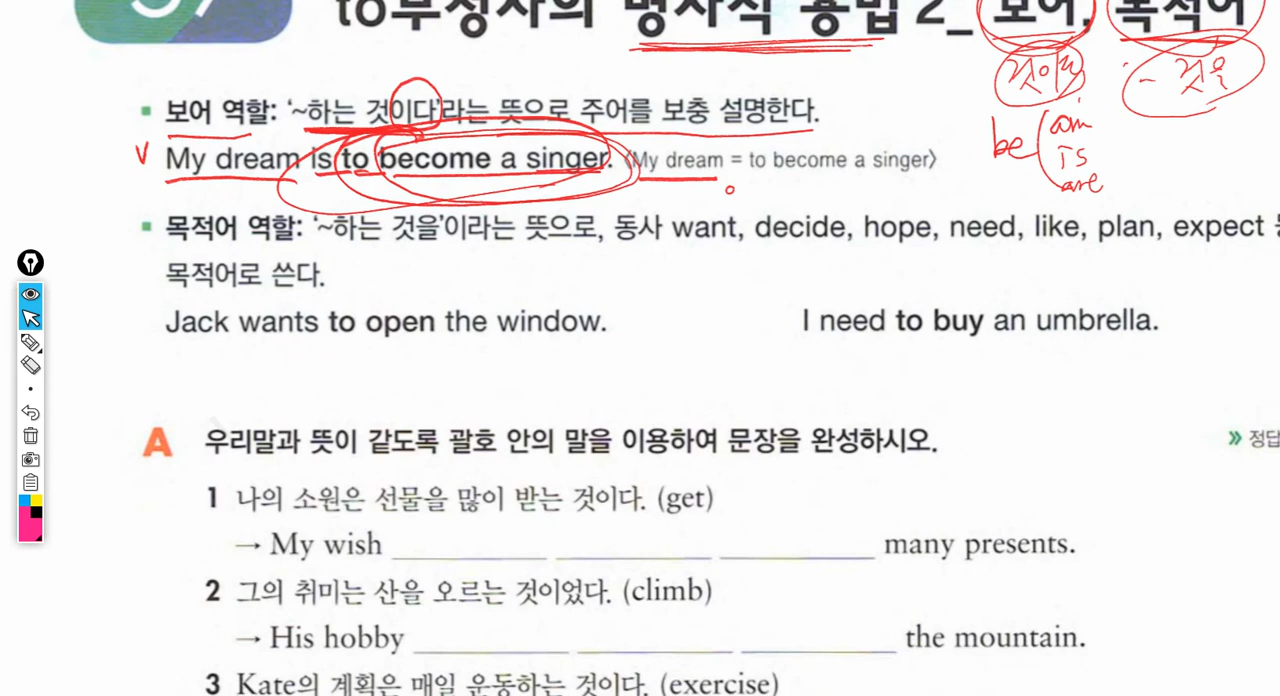 to부정사의 명사적 용법 2_ 보어, 목적어
것이다
~ 것을
be am
is
are
보어 역할: '~하는 것이다'라는 뜻으로 주어를 보충 설명한다.
My dream is to become a singer. 〈My dream = to become a singer〉
목적어 역할: '~하는 것을'이라는 뜻으로, 동사 want, decide, hope, need, like, plan, expect
목적어로 쓴다.
Jack wants to open the window. I need to buy an umbrella.
A 우리말과 뜻이 같도록 괄호 안의 말을 이용하여 문장을 완성하시오. » 정답
1 나의 소원은 선물을 많이 받는 것이다. (get)
→ My wish ______ ______ ______ many presents.
2 그의 취미는 산을 오르는 것이었다. (climb)
→ His hobby ______ ______ ______ the mountain.
3 Kate의 계획은 매일 운동하는 것이다. (exercise)